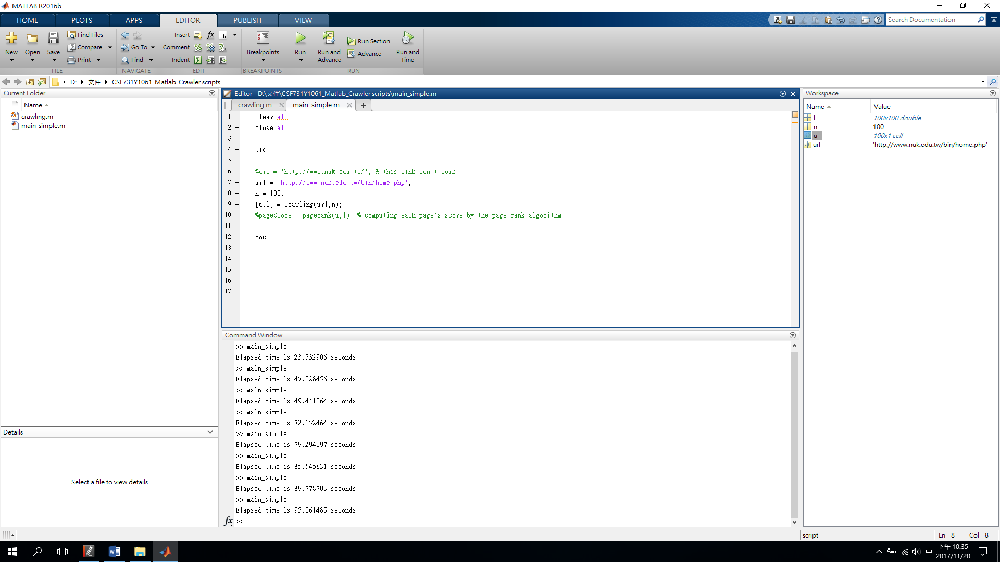 MATLAB R2016b
HOME PLOTS APPS EDITOR PUBLISH VIEW Search Documentation
New Open Save Find Files Compare Print FILE
Go To Find NAVIGATE
Insert fx Comment Indent EDIT
Breakpoints BREAKPOINTS
Run Run and Advance Run Section Advance Run and Time RUN
D: 文件 CSF731Y1061_Matlab_Crawler scripts
Current Folder
Name
crawling.m
main_simple.m
Details
Select a file to view details
Editor - D:\文件\CSF731Y1061_Matlab_Crawler scripts\main_simple.m
crawling.m main_simple.m +
1 clear all
2 close all
3
4 tic
5
6 %url = 'http://www.nuk.edu.tw/'; % this link won't work
7 url = 'http://www.nuk.edu.tw/bin/home.php';
8 n = 100;
9 [u,l] = crawling(url,n);
10 %pageScore = pagerank(u,l)  % computing each page's score by the page rank algorithm
11
12 toc
13
14
15
16
17
Command Window
>> main_simple
Elapsed time is 23.532906 seconds.
>> main_simple
Elapsed time is 47.028456 seconds.
>> main_simple
Elapsed time is 49.441064 seconds.
>> main_simple
Elapsed time is 72.152464 seconds.
>> main_simple
Elapsed time is 79.294097 seconds.
>> main_simple
Elapsed time is 85.545631 seconds.
>> main_simple
Elapsed time is 89.778703 seconds.
>> main_simple
Elapsed time is 95.061485 seconds.
fx >>
Workspace
Name Value
l 100x100 double
n 100
u 100x1 cell
url 'http://www.nuk.edu.tw/bin/home.php'
script Ln 8 Col 8
中 下午 10:35
2017/11/20